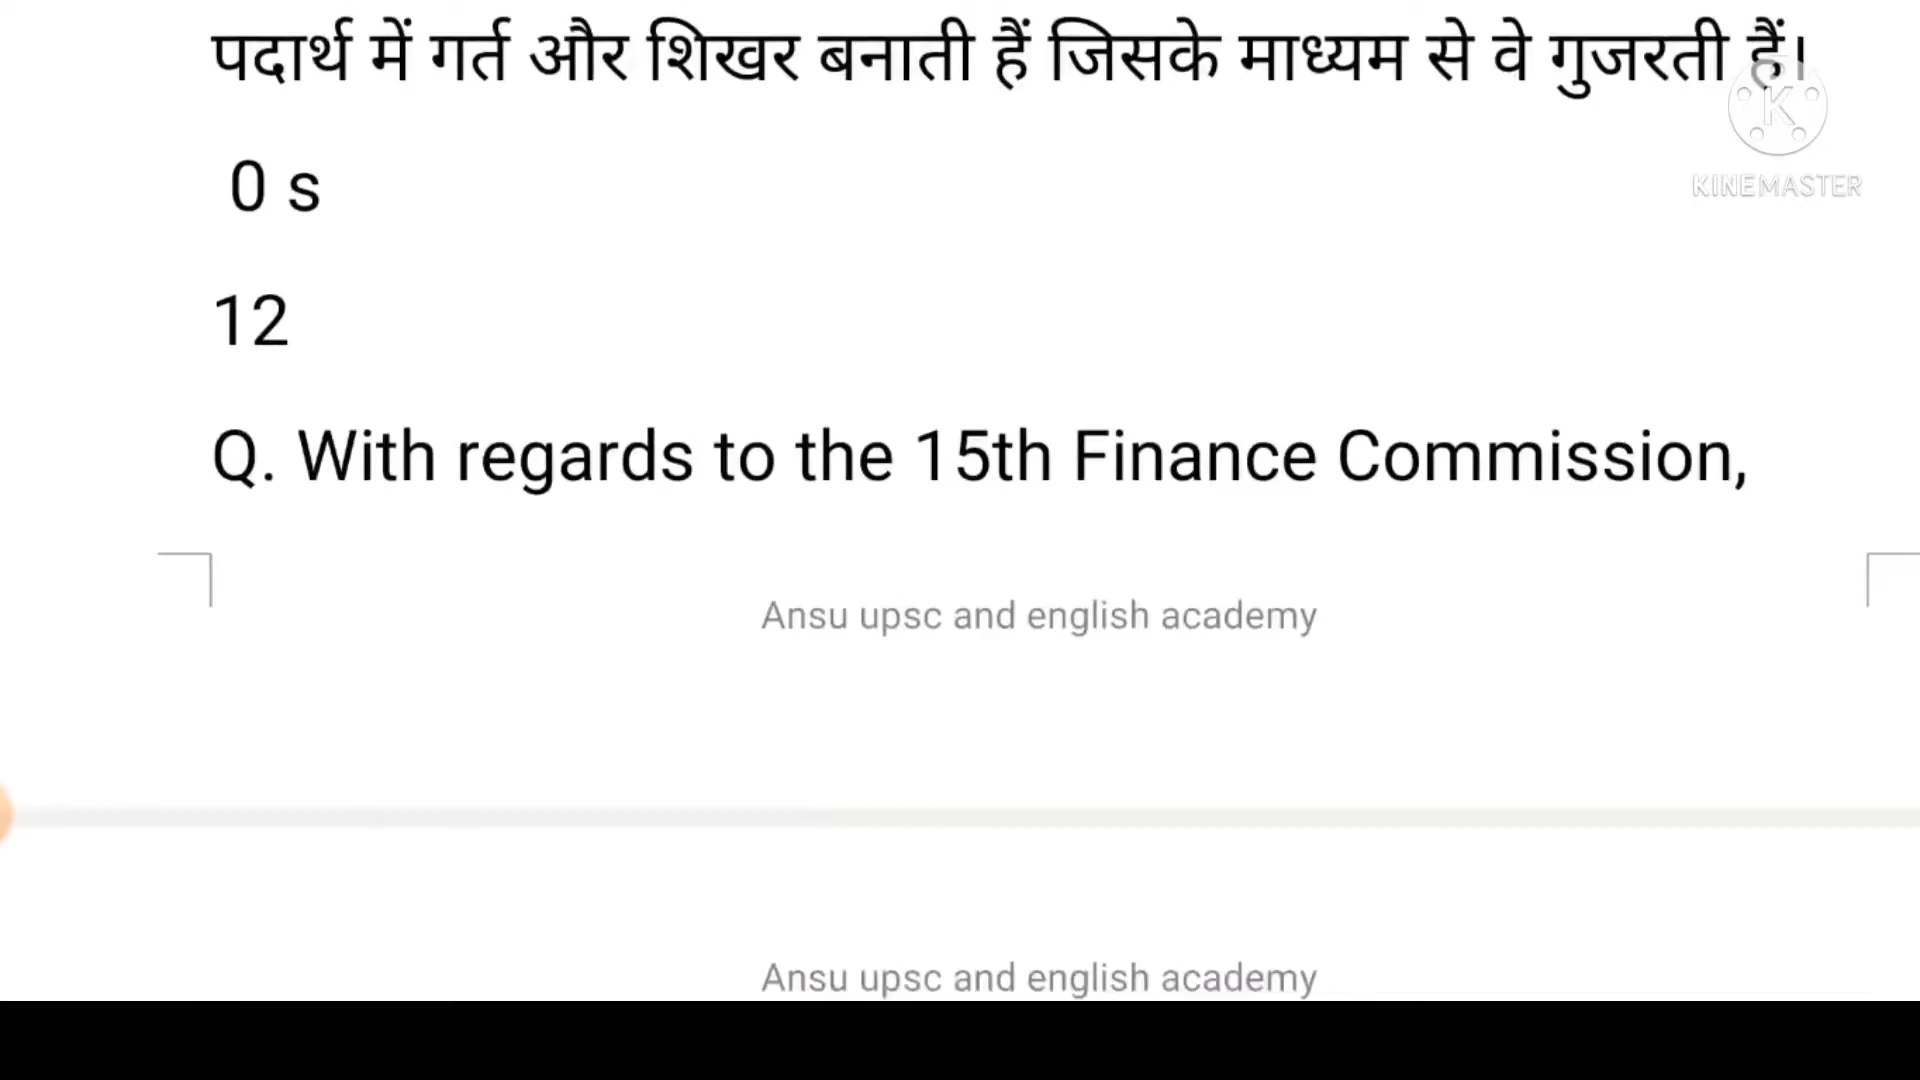 पदार्थ में गर्त और शिखर बनाती हैं जिसके माध्यम से वे गुजरती हैं।
K
KINEMASTER
0 s
12
Q. With regards to the 15th Finance Commission,
Ansu upsc and english academy
Ansu upsc and english academy